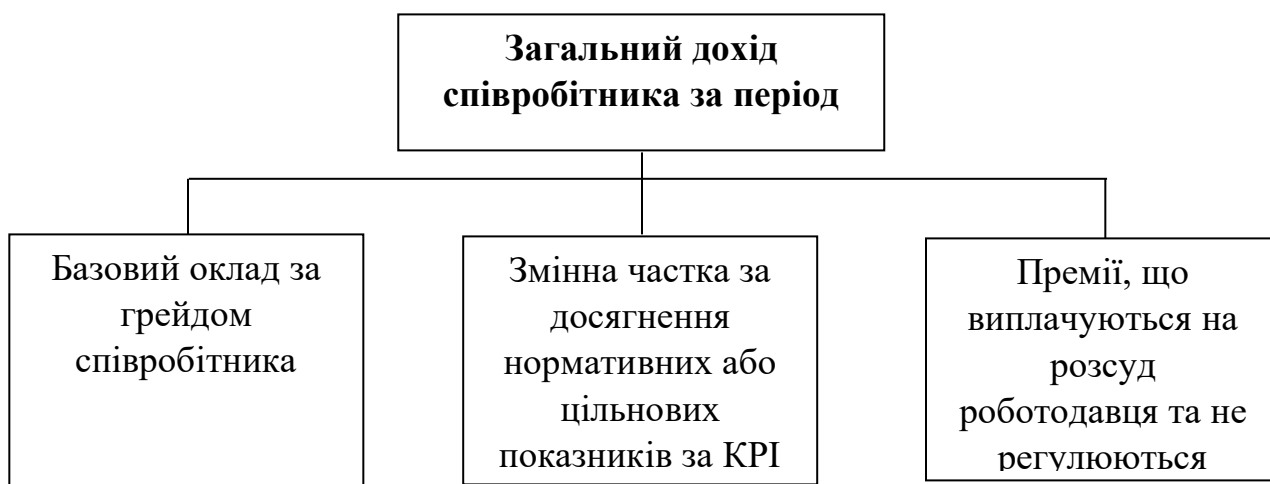 Загальний дохід
співробітника за період
Базовий оклад за
грейдом
співробітника
Змінна частка за
досягнення
нормативних або
цільнових
показників за КРІ
Премії, що
виплачуються на
розсуд
роботодавця та не
регулюються